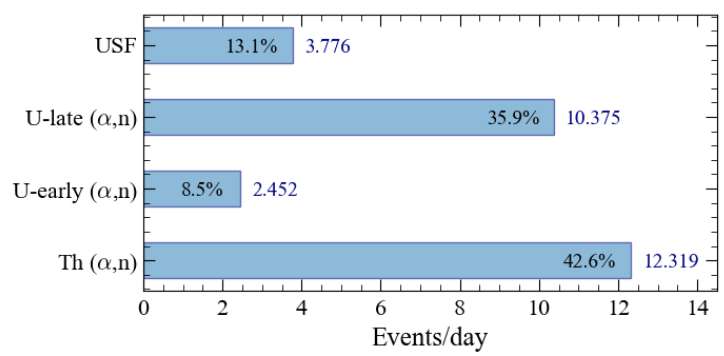 USF 13.1% 3.776
U-late (α,n) 35.9% 10.375
U-early (α,n) 8.5% 2.452
Th (α,n) 42.6% 12.319
0 2 4 6 8 10 12 14
Events/day